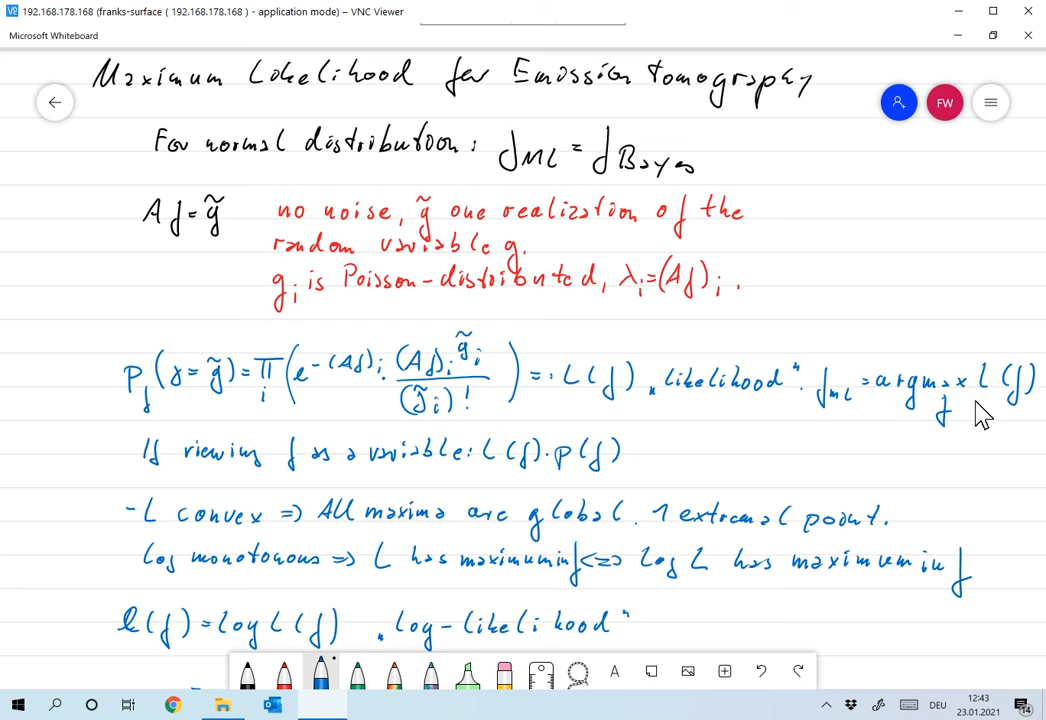 192.168.178.168 (franks-surface ( 192.168.178.168 ) - application mode) – VNC Viewer
Microsoft Whiteboard
FW
Maximum Likelihood for Emission tomography
For normal distribution: f_ML = f_Bayes
Af = g̃ no noise, g̃ one realization of the
random variable g.
g_i is Poisson-distributed, λ_i = (Af)_i.
P_f(γ = g̃) = Π_i (e^{-(Af)_i} (Af)_i^{g̃_i} / (g̃_i)!) =: L(f) „likelihood". f_ML = argmax_f L(f)
If viewing f as a variable: L(f)·p(f)
-L convex => All maxima are global. 1 extremal point.
log monotonous => L has maximum in f <=> log L has maximum in f
l(f) = log L(f) „log-likelihood"
A
DEU
12:43
23.01.2021
14